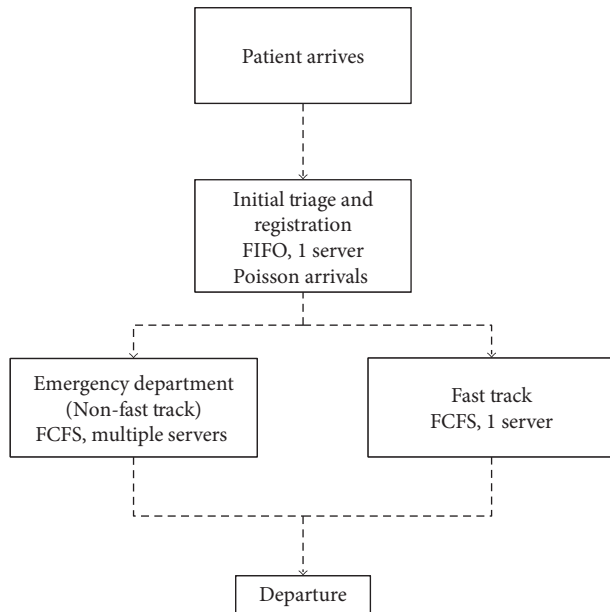 Patient arrives
Initial triage and
registration
FIFO, 1 server
Poisson arrivals
Emergency department
(Non-fast track)
FCFS, multiple servers
Fast track
FCFS, 1 server
Departure